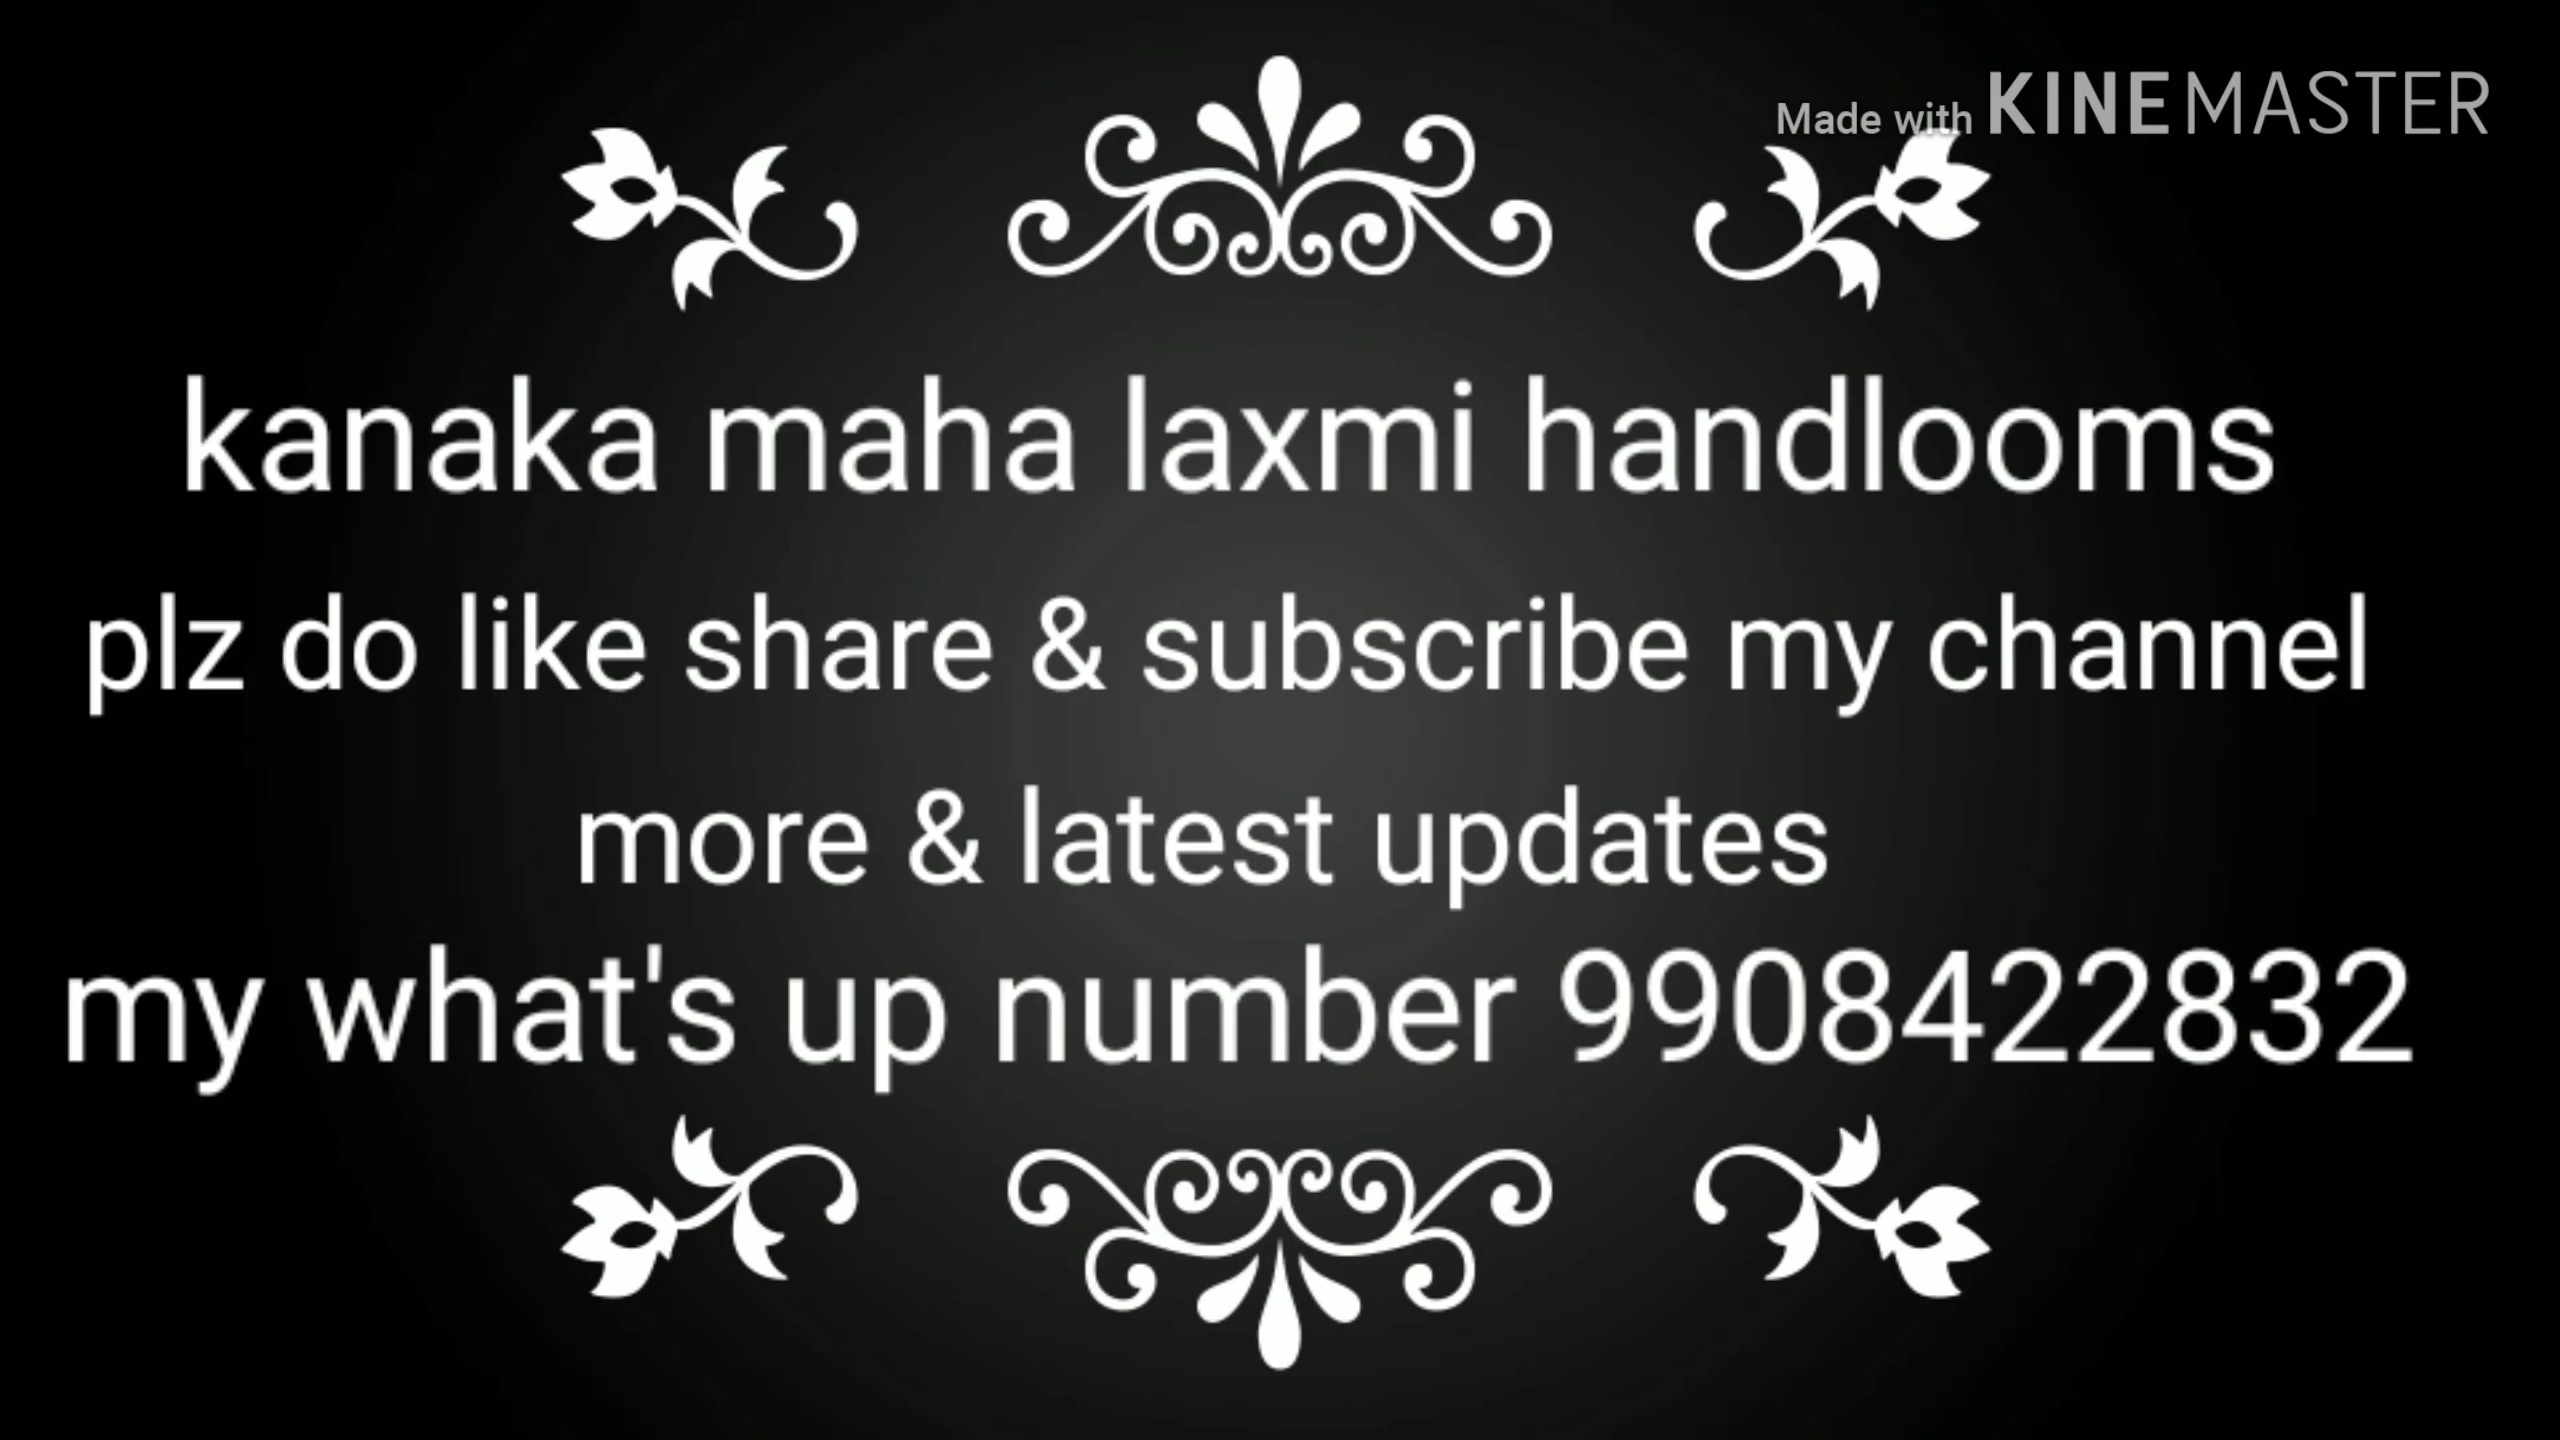 Made with KINEMASTER
kanaka maha laxmi handlooms
plz do like share & subscribe my channel
more & latest updates
my what's up number 9908422832